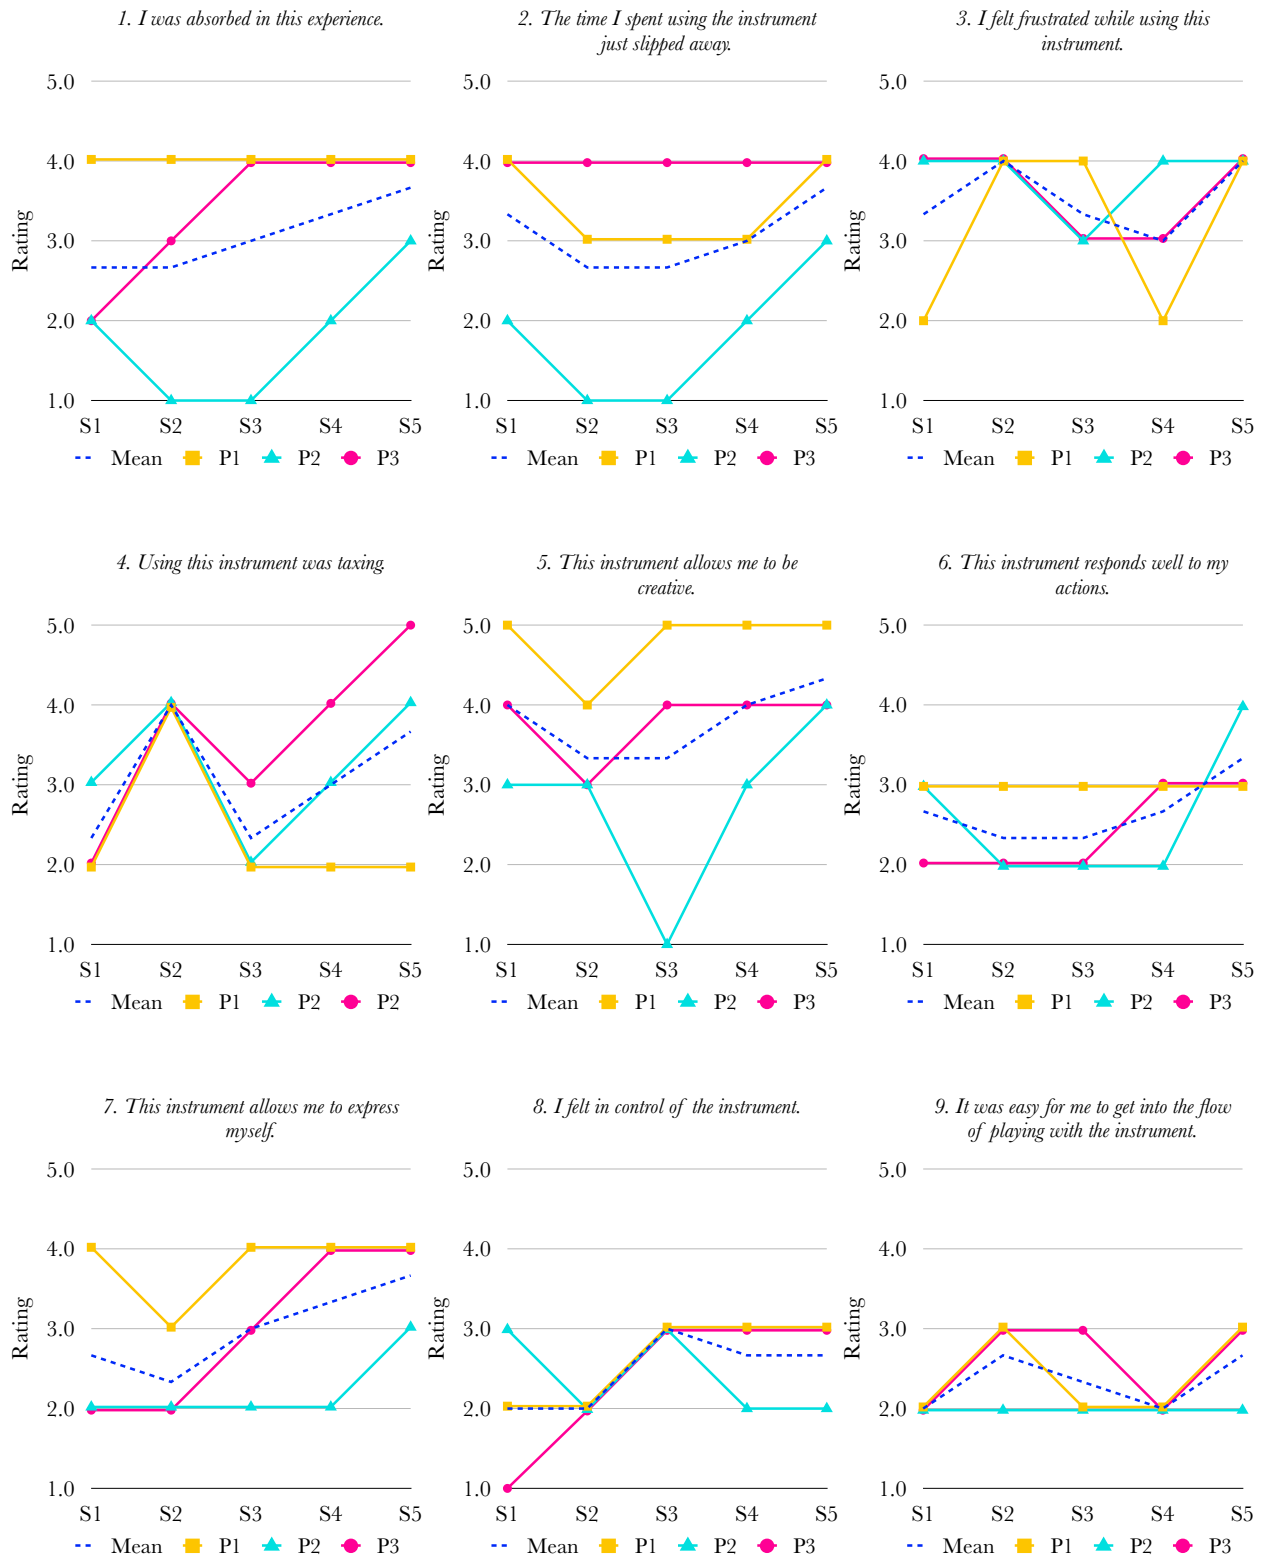 1. I was absorbed in this experience.
5.0
4.0
3.0
2.0
1.0
Rating
S1 S2 S3 S4 S5
Mean P1 P2 P3
2. The time I spent using the instrument
just slipped away.
5.0
4.0
3.0
2.0
1.0
Rating
S1 S2 S3 S4 S5
Mean P1 P2 P3
3. I felt frustrated while using this
instrument.
5.0
4.0
3.0
2.0
1.0
Rating
S1 S2 S3 S4 S5
Mean P1 P2 P3
4. Using this instrument was taxing.
5.0
4.0
3.0
2.0
1.0
Rating
S1 S2 S3 S4 S5
Mean P1 P2 P2
5. This instrument allows me to be
creative.
5.0
4.0
3.0
2.0
1.0
Rating
S1 S2 S3 S4 S5
Mean P1 P2 P3
6. This instrument responds well to my
actions.
5.0
4.0
3.0
2.0
1.0
Rating
S1 S2 S3 S4 S5
Mean P1 P2 P3
7. This instrument allows me to express
myself.
5.0
4.0
3.0
2.0
1.0
Rating
S1 S2 S3 S4 S5
Mean P1 P2 P3
8. I felt in control of the instrument.
5.0
4.0
3.0
2.0
1.0
Rating
S1 S2 S3 S4 S5
Mean P1 P2 P3
9. It was easy for me to get into the flow
of playing with the instrument.
5.0
4.0
3.0
2.0
1.0
Rating
S1 S2 S3 S4 S5
Mean P1 P2 P3